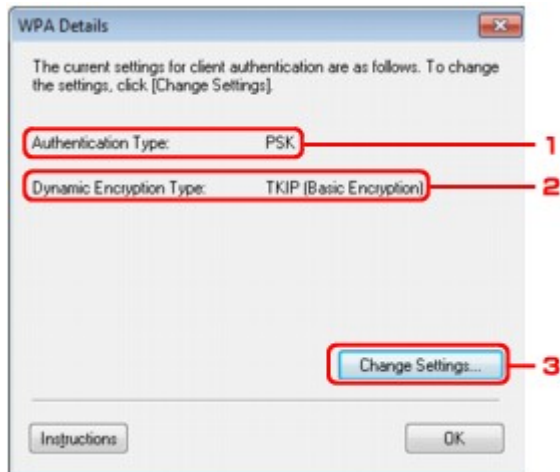 WPA Details
The current settings for client authentication are as follows. To change
the settings, click [Change Settings].
Authentication Type: PSK
1
Dynamic Encryption Type: TKIP (Basic Encryption)
2
Change Settings...
3
Instructions
OK